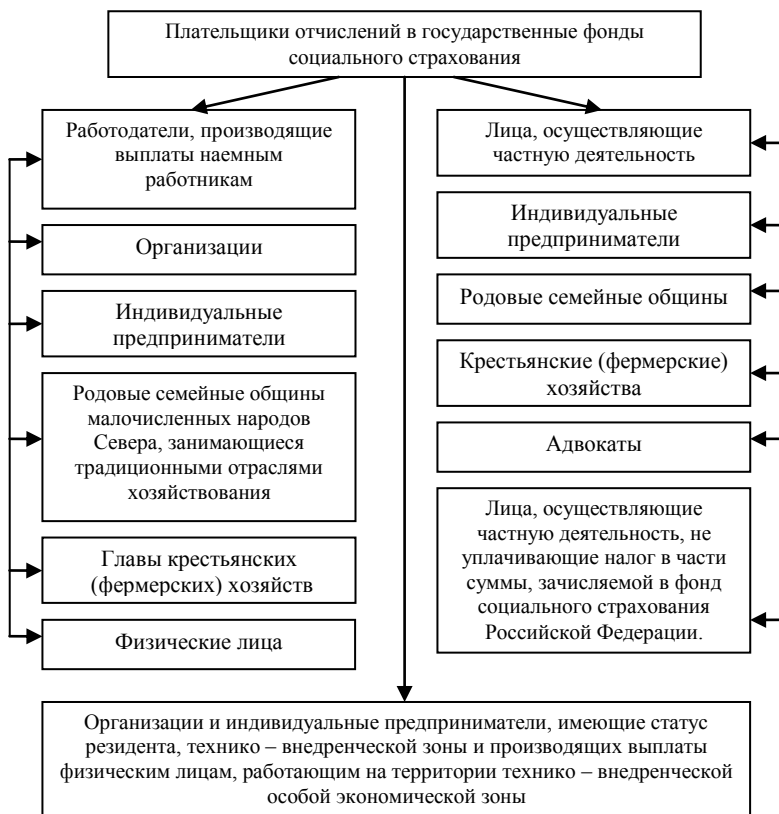 Плательщики отчислений в государственные фонды
социального страхования
Работодатели, производящие
выплаты наемным
работникам
Организации
Индивидуальные
предприниматели
Родовые семейные общины
малочисленных народов
Севера, занимающиеся
традиционными отраслями
хозяйствования
Главы крестьянских
(фермерских) хозяйств
Физические лица
Лица, осуществляющие
частную деятельность
Индивидуальные
предприниматели
Родовые семейные общины
Крестьянские (фермерские)
хозяйства
Адвокаты
Лица, осуществляющие
частную деятельность, не
уплачивающие налог в части
суммы, зачисляемой в фонд
социального страхования
Российской Федерации.
Организации и индивидуальные предприниматели, имеющие статус
резидента, технико – внедренческой зоны и производящих выплаты
физическим лицам, работающим на территории технико – внедренческой
особой экономической зоны